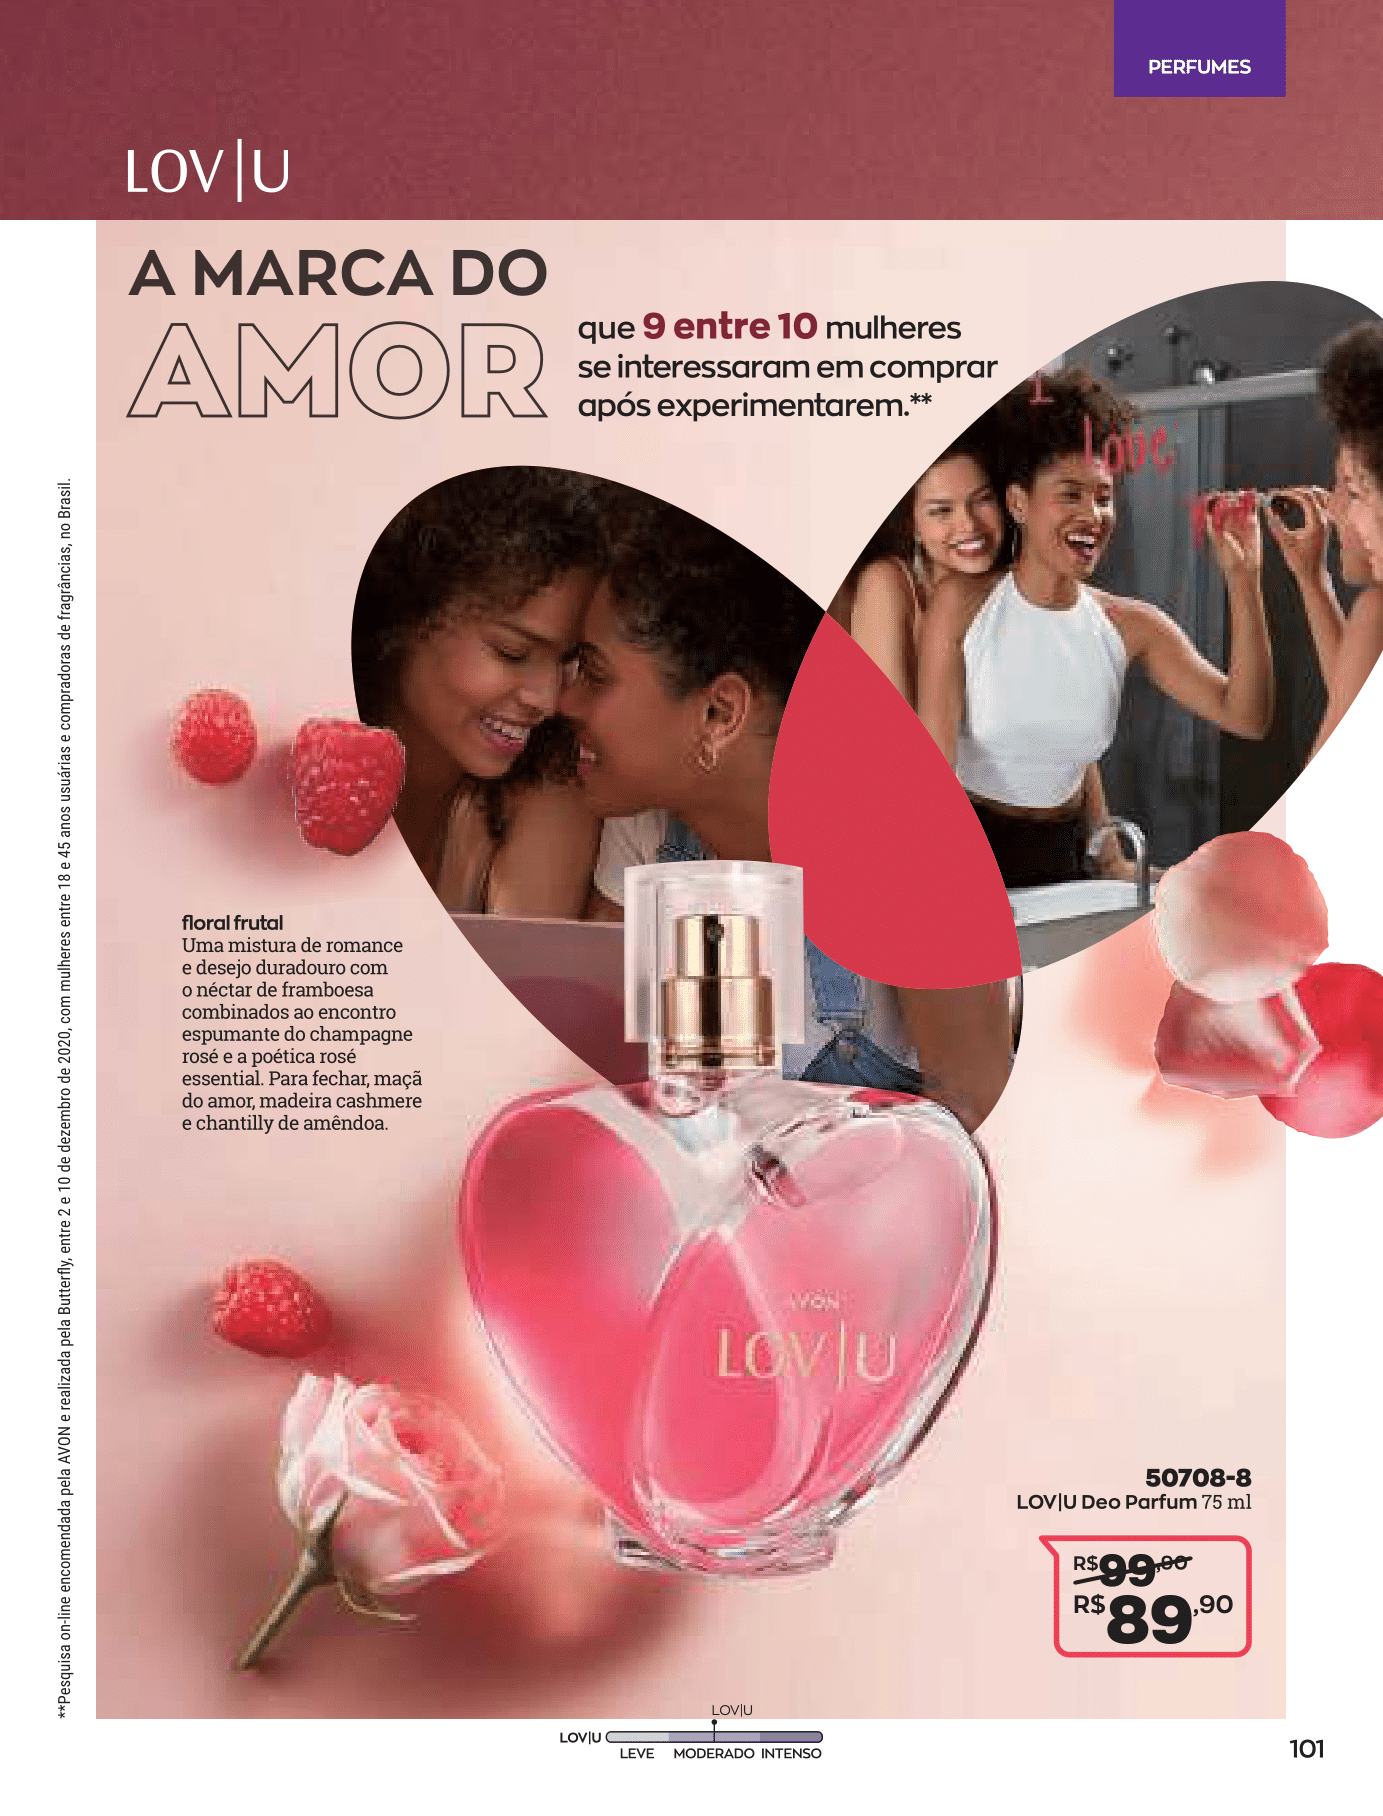 PERFUMES
LOV|U
A MARCA DO
AMOR
que 9 entre 10 mulheres
se interessaram em comprar
após experimentarem.**
I
Love
**Pesquisa on-line encomendada pela AVON e realizada pela Butterfly, entre 2 e 10 de dezembro de 2020, com mulheres entre 18 e 45 anos usuárias e compradoras de fragrâncias, no Brasil.
floral frutal
Uma mistura de romance
e desejo duradouro com
o néctar de framboesa
combinados ao encontro
espumante do champagne
rosé e a poética rosé
essential. Para fechar, maçã
do amor, madeira cashmere
e chantilly de amêndoa.
AVON
LOV|U
50708-8
LOV|U Deo Parfum 75 ml
R$99,90
R$89,90
LOV|U
LOV|U
LEVE MODERADO INTENSO
101